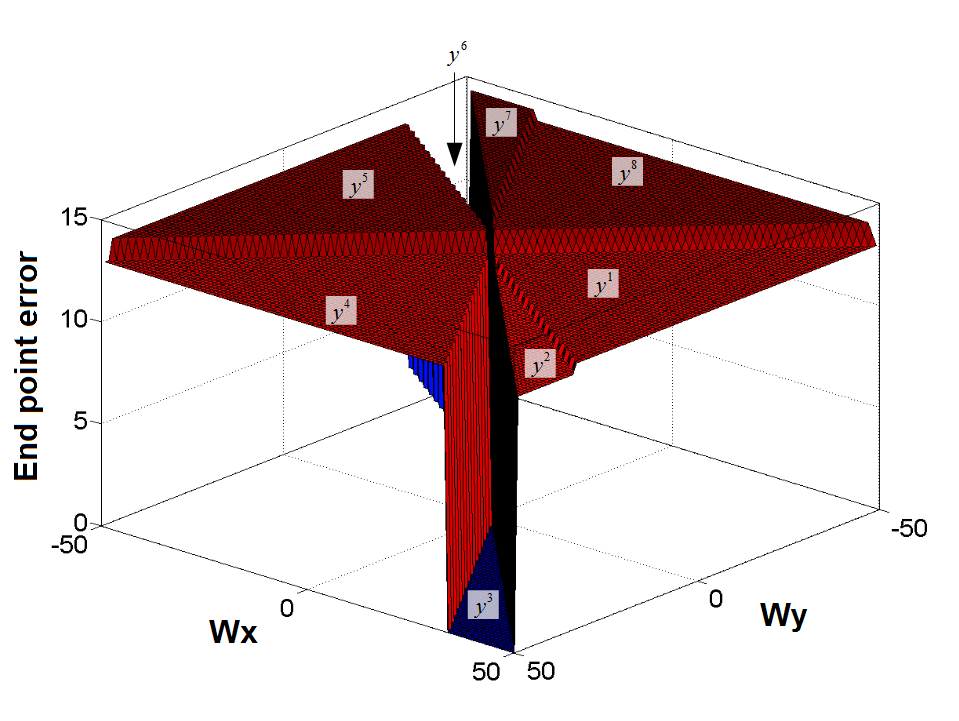 y⁶
y⁷
y⁸
y⁵
15
y¹
y⁴
10
End point error
y²
5
0
-50
-50
0
0
y³
Wx
Wy
50
50